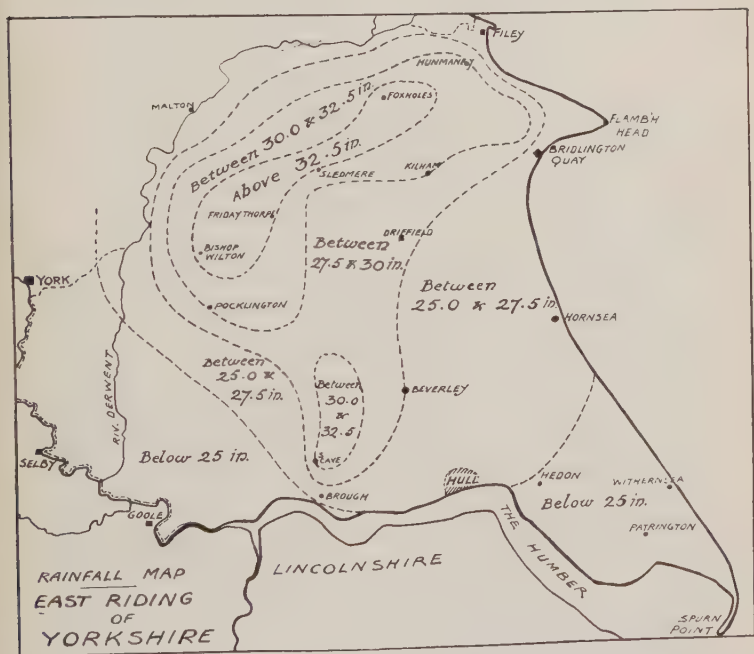 FILEY
HUNMANBY
FOXHOLES
MALTON
FLAMB'H
HEAD
Between 30.0 & 32.5 in.
BRIDLINGTON
QUAY
Above 32.5 in.
SLEDMERE
KILHAM
FRIDAYTHORPE
DRIFFIELD
Between
27.5 & 30 in.
BISHOP
WILTON
YORK
Between
25.0 & 27.5 in.
POCKLINGTON
HORNSEA
RIV. DERWENT
Between
25.0 &
27.5 in.
Between
30.0
&
32.5
BEVERLEY
SELBY
Below 25 in.
S
CAVE
HULL
HEDON
WITHERNSEA
BROUGH
Below 25 in.
GOOLE
PATRINGTON
THE HUMBER
LINCOLNSHIRE
RAINFALL MAP
EAST RIDING
OF
YORKSHIRE
SPURN
POINT